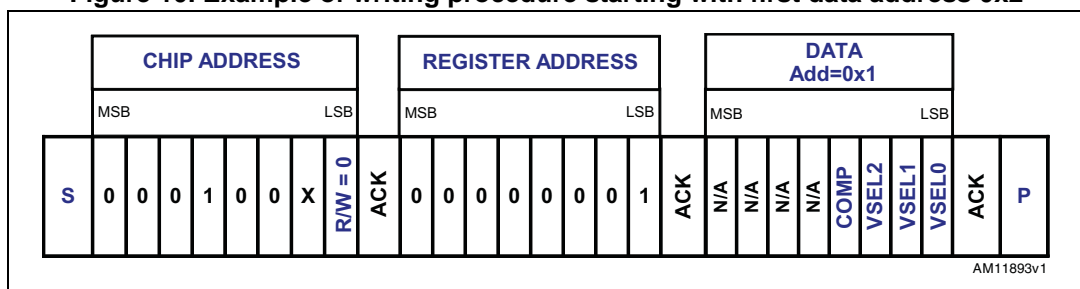 Figure 10. Example of writing procedure starting with first data address 0x2
CHIP ADDRESS REGISTER ADDRESS DATA
Add=0x1
MSB LSB MSB LSB MSB LSB
S 0 0 0 1 0 0 X R/W = 0 ACK 0 0 0 0 0 0 0 1 ACK N/A N/A N/A N/A COMP VSEL2 VSEL1 VSEL0 ACK P
AM11893v1